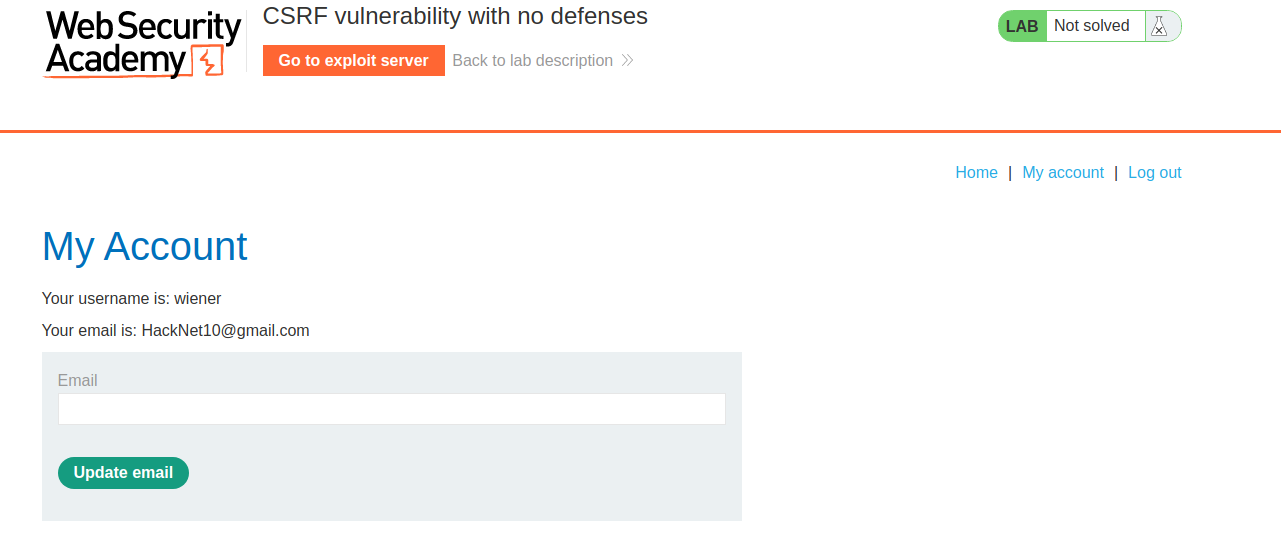 Web Security
Academy
CSRF vulnerability with no defenses
Go to exploit server
Back to lab description
LAB Not solved
Home | My account | Log out
My Account
Your username is: wiener
Your email is: HackNet10@gmail.com
Email
Update email